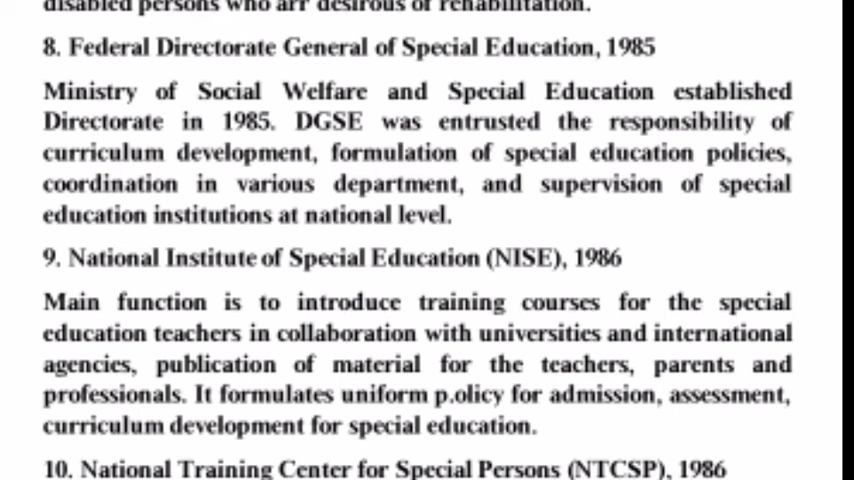 disabled persons who arr desirous of rehabilitation.
8. Federal Directorate General of Special Education, 1985
Ministry of Social Welfare and Special Education established
Directorate in 1985. DGSE was entrusted the responsibility of
curriculum development, formulation of special education policies,
coordination in various department, and supervision of special
education institutions at national level.
9. National Institute of Special Education (NISE), 1986
Main function is to introduce training courses for the special
education teachers in collaboration with universities and international
agencies, publication of material for the teachers, parents and
professionals. It formulates uniform p.olicy for admission, assessment,
curriculum development for special education.
10. National Training Center for Special Persons (NTCSP), 1986